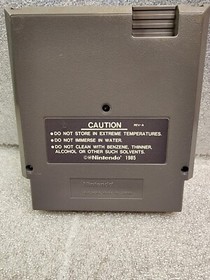 CAUTION REV-A
●DO NOT STORE IN EXTREME TEMPERATURES.
●DO NOT IMMERSE IN WATER.
●DO NOT CLEAN WITH BENZENE, THINNER,
ALCOHOL OR OTHER SUCH SOLVENTS.
©Nintendo® 1985